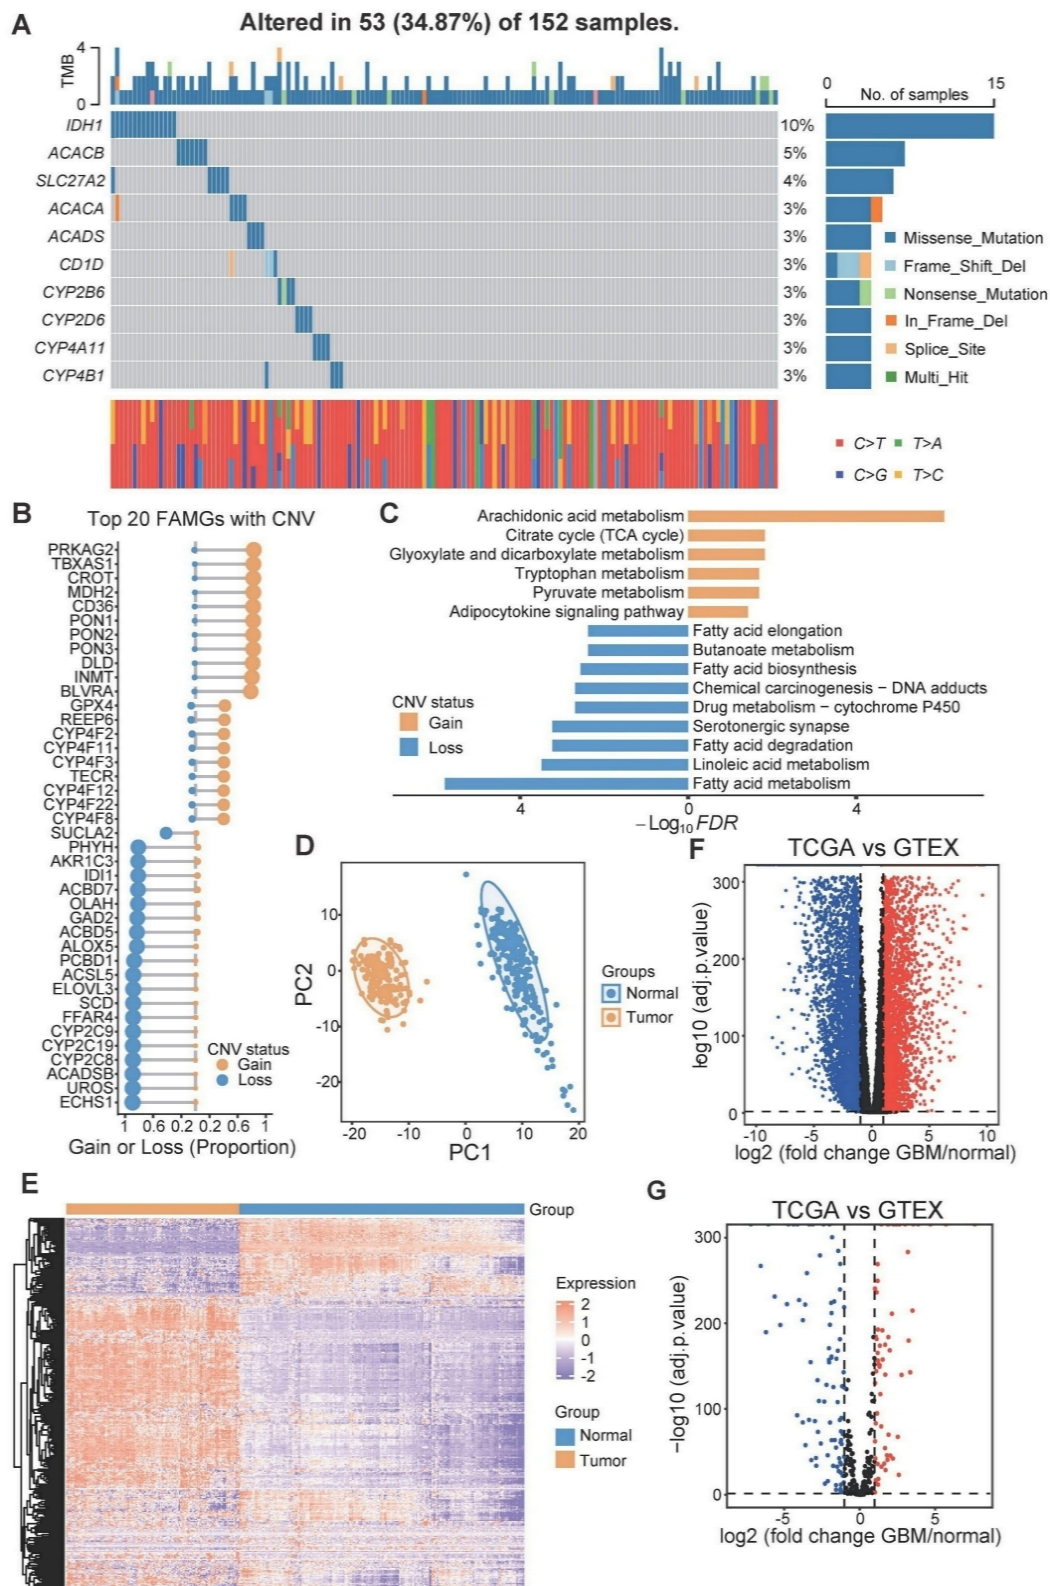 A
Altered in 53 (34.87%) of 152 samples.
TMB
4
0
0
15
No. of samples
IDH1
10%
ACACB
5%
SLC27A2
4%
ACACA
3%
ACADS
3%
CD1D
3%
CYP2B6
3%
CYP2D6
3%
CYP4A11
3%
CYP4B1
3%
Missense_Mutation
Frame_Shift_Del
Nonsense_Mutation
In_Frame_Del
Splice_Site
Multi_Hit
C>T T>A
C>G T>C
B
Top 20 FAMGs with CNV
PRKAG2
TBXAS1
CROT
MDH2
CD36
PON1
PON2
PON3
DLD
INMT
BLVRA
GPX4
REEP6
CYP4F2
CYP4F11
CYP4F3
TECR
CYP4F12
CYP4F22
CYP4F8
SUCLA2
PHYH
AKR1C3
IDI1
ACBD7
OLAH
GAD2
ACBD5
ALOX5
PCBD1
ACSL5
ELOVL3
SCD
FFAR4
CYP2C9
CYP2C19
CYP2C8
ACADSB
UROS
ECHS1
CNV status
Gain
Loss
1 0.6 0.2 0.2 0.6 1
Gain or Loss (Proportion)
C
Arachidonic acid metabolism
Citrate cycle (TCA cycle)
Glyoxylate and dicarboxylate metabolism
Tryptophan metabolism
Pyruvate metabolism
Adipocytokine signaling pathway
Fatty acid elongation
Butanoate metabolism
Fatty acid biosynthesis
Chemical carcinogenesis − DNA adducts
Drug metabolism − cytochrome P450
Serotonergic synapse
Fatty acid degradation
Linoleic acid metabolism
Fatty acid metabolism
CNV status
Gain
Loss
4 0 4
−Log10 FDR
D
PC2
10
0
-10
-20
-20 -10 0 10 20
PC1
Groups
Normal
Tumor
F
TCGA vs GTEX
log10 (adj.p.value)
300
200
100
0
-10 -5 0 5 10
log2 (fold change GBM/normal)
E
Group
Expression
2
1
0
-1
-2
Group
Normal
Tumor
G
TCGA vs GTEX
−log10 (adj.p.value)
300
200
100
0
-5 0 5
log2 (fold change GBM/normal)